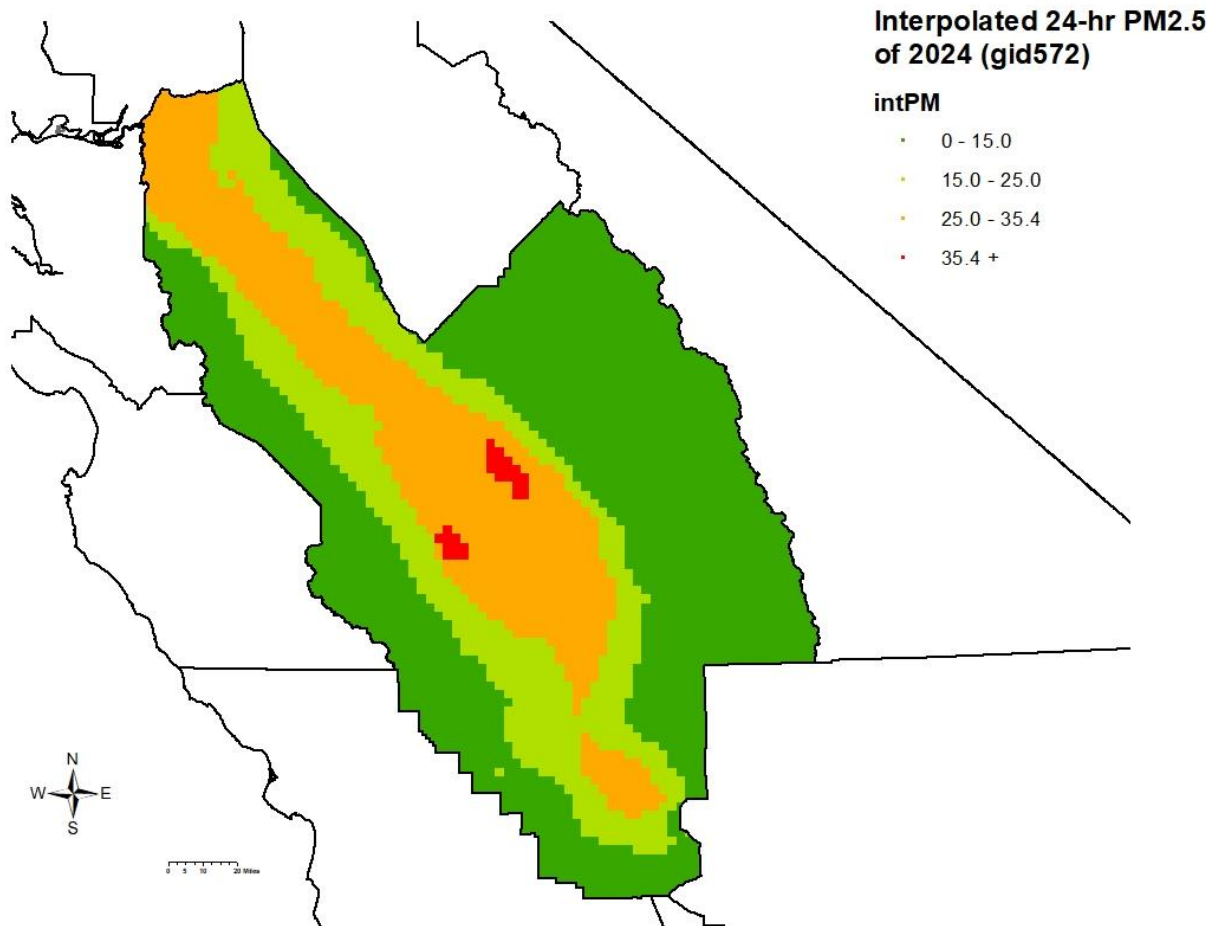 Interpolated 24-hr PM2.5
of 2024 (gid572)
intPM
0 - 15.0
15.0 - 25.0
25.0 - 35.4
35.4 +
N
W E
S
0 5 10 20 Miles